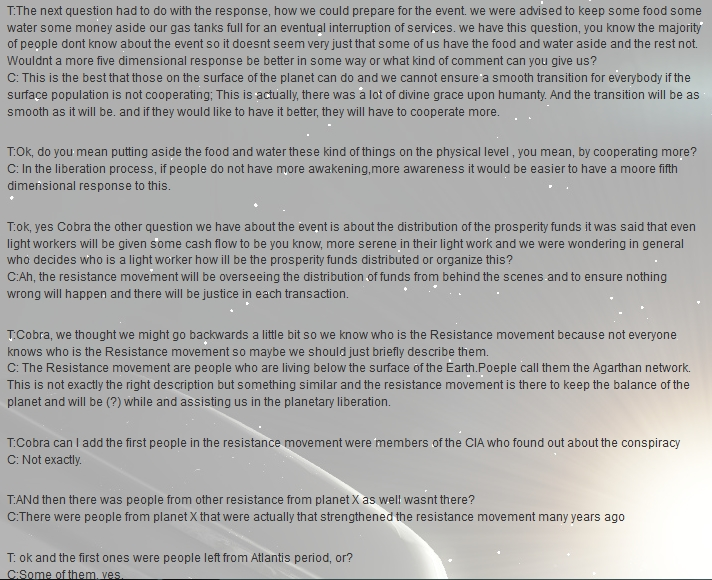 T:The next question had to do with the response, how we could prepare for the event. we were advised to keep some food some
water some money aside our gas tanks full for an eventual interruption of services. we have this question, you know the majority
of people dont know about the event so it doesnt seem very just that some of us have the food and water aside and the rest not.
Wouldnt a more five dimensional response be better in some way or what kind of comment can you give us?
C: This is the best that those on the surface of the planet can do and we cannot ensure a smooth transition for everybody if the
surface population is not cooperating; This is actually, there was a lot of divine grace upon humanty. And the transition will be as
smooth as it will be. and if they would like to have it better, they will have to cooperate more.
T:Ok, do you mean putting aside the food and water these kind of things on the physical level , you mean, by cooperating more?
C: In the liberation process, if people do not have more awakening,more awareness it would be easier to have a moore fifth
dimensional response to this.
T:ok, yes Cobra the other question we have about the event is about the distribution of the prosperity funds it was said that even
light workers will be given some cash flow to be you know, more serene in their light work and we were wondering in general
who decides who is a light worker how ill be the prosperity funds distributed or organize this?
C:Ah, the resistance movement will be overseeing the distribution of funds from behind the scenes and to ensure nothing
wrong will happen and there will be justice in each transaction.
T:Cobra, we thought we might go backwards a little bit so we know who is the Resistance movement because not everyone
knows who is the Resistance movement so maybe we should just briefly describe them.
C: The Resistance movement are people who are living below the surface of the Earth.Poeple call them the Agarthan network.
This is not exactly the right description but something similar and the resistance movement is there to keep the balance of the
planet and will be (?) while and assisting us in the planetary liberation.
T:Cobra can I add the first people in the resistance movement were members of the CIA who found out about the conspiracy
C: Not exactly.
T:ANd then there was people from other resistance from planet X as well wasnt there?
C:There were people from planet X that were actually that strengthened the resistance movement many years ago
T: ok and the first ones were people left from Atlantis period, or?
C:Some of them, yes.